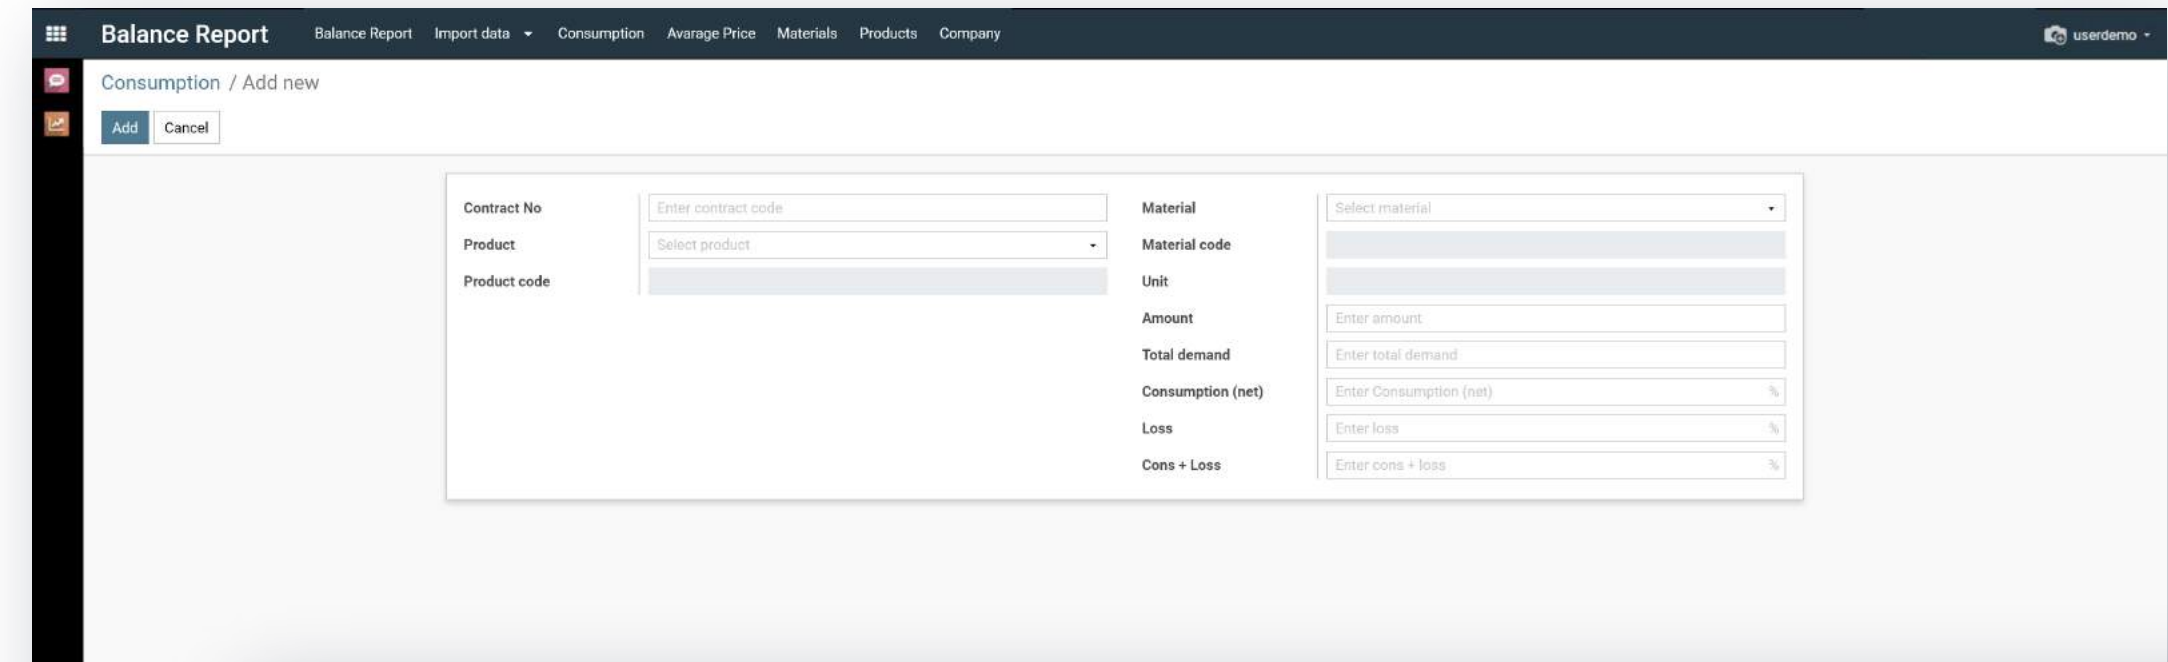 Balance Report Balance Report Import data Consumption Avarage Price Materials Products Company userdemo
Consumption / Add new
Add Cancel
Contract No Enter contract code Material Select material
Product Select product Material code
Product code Unit
Amount Enter amount
Total demand Enter total demand
Consumption (net) Enter Consumption (net) %
Loss Enter loss %
Cons + Loss Enter cons + loss %